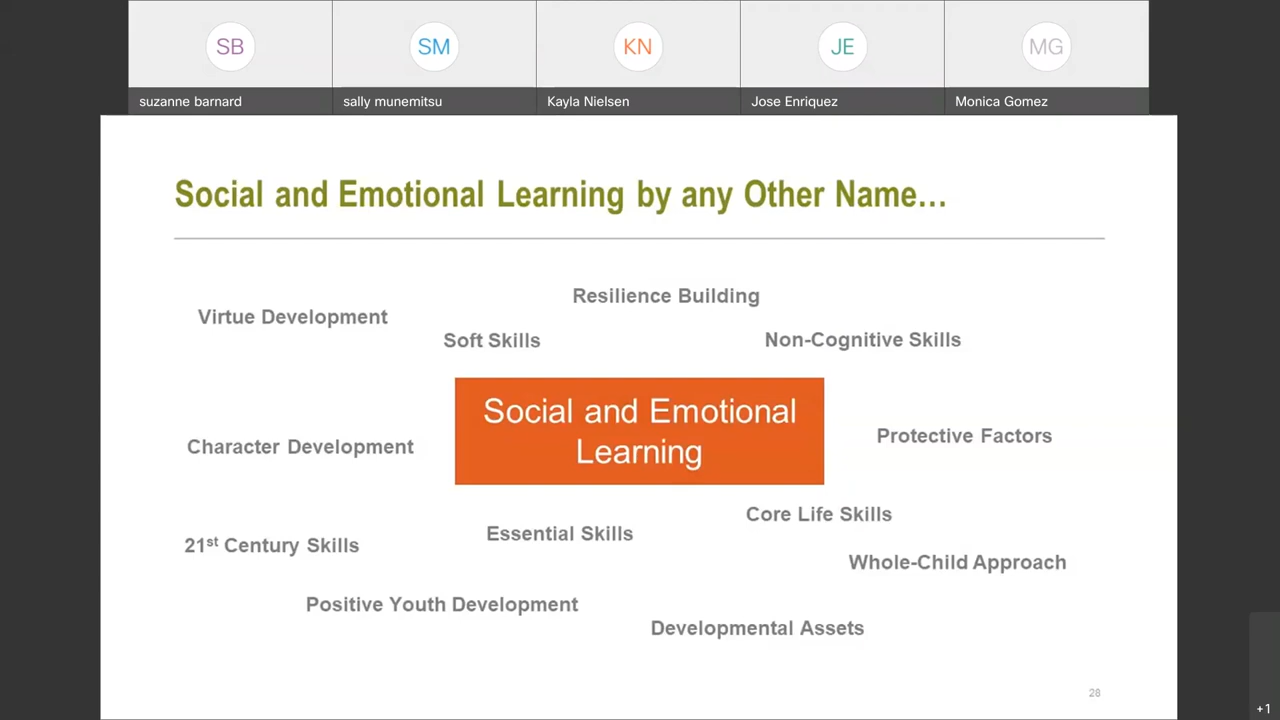 SB
SM
KN
JE
MG
suzanne barnard
sally munemitsu
Kayla Nielsen
Jose Enriquez
Monica Gomez
Social and Emotional Learning by any Other Name...
Resilience Building
Virtue Development
Soft Skills
Non-Cognitive Skills
Social and Emotional
Learning
Protective Factors
Character Development
Core Life Skills
Essential Skills
21st Century Skills
Whole-Child Approach
Positive Youth Development
Developmental Assets
28
+1